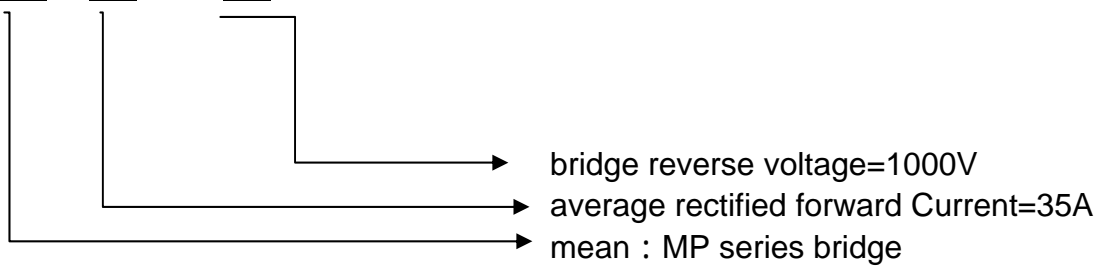 bridge reverse voltage=1000V
average rectified forward Current=35A
mean：MP series bridge